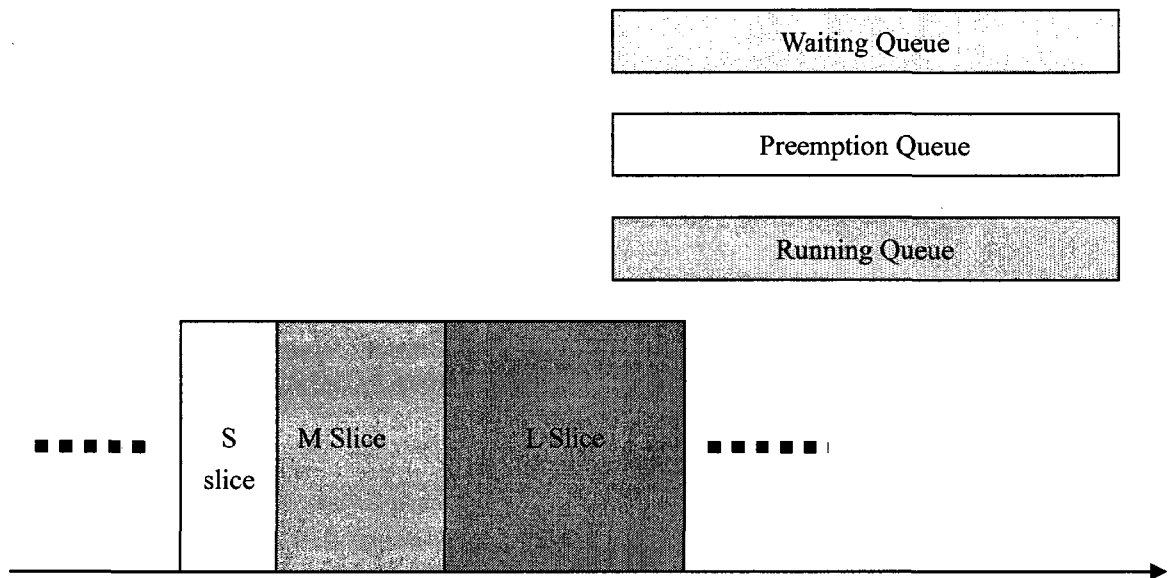 Waiting Queue
Preemption Queue
Running Queue
S
slice
M Slice
L Slice